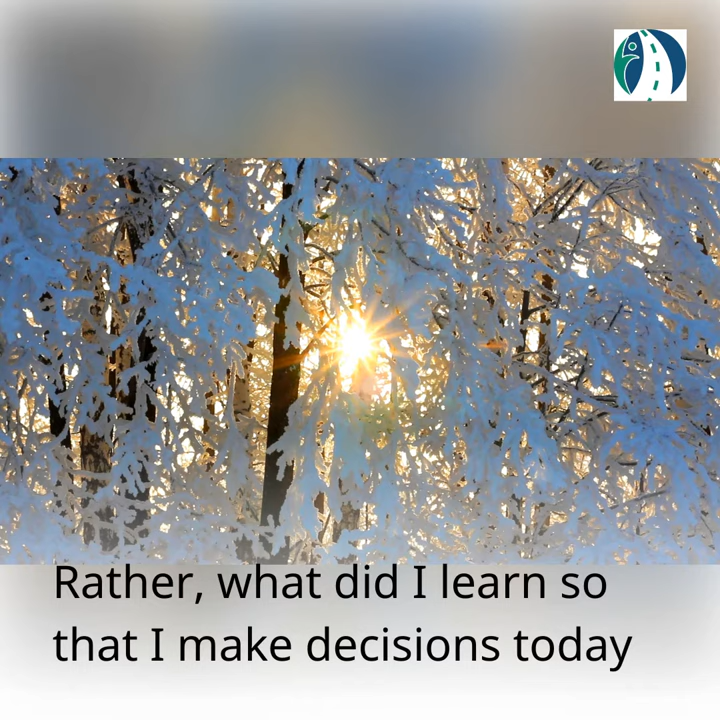 Rather, what did I learn so
that I make decisions today